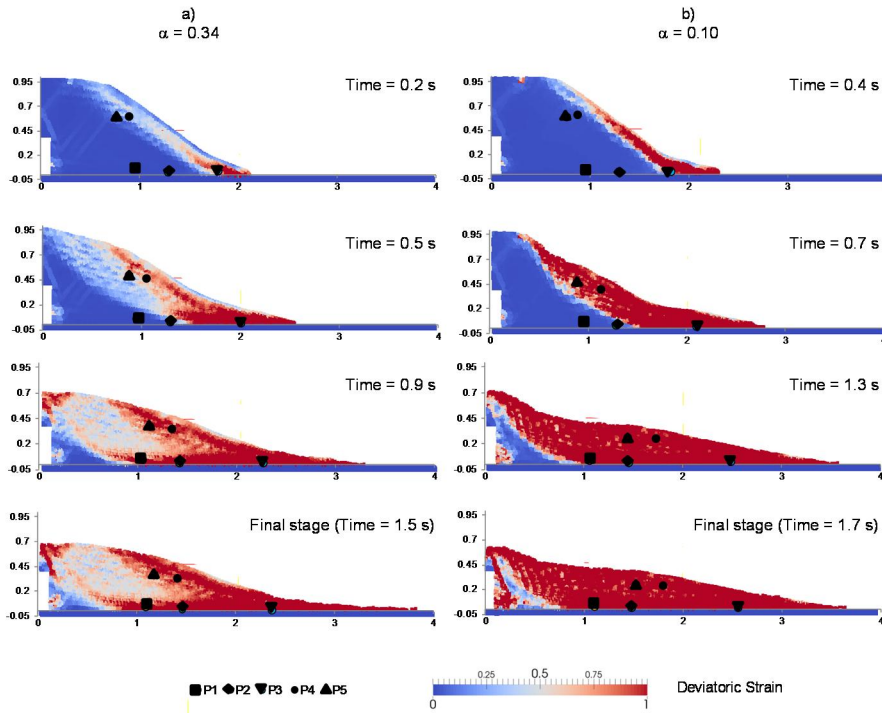 a)
α = 0.34
b)
α = 0.10
Time = 0.2 s
0.95
0.7
0.45
0.2
-0.05
0 1 2 3 4
Time = 0.4 s
0.95
0.7
0.45
0.2
-0.05
0 1 2 3 4
Time = 0.5 s
0.95
0.7
0.45
0.2
-0.05
0 1 2 3 4
Time = 0.7 s
0.95
0.7
0.45
0.2
-0.05
0 1 2 3 4
Time = 0.9 s
0.95
0.7
0.45
0.2
-0.05
0 1 2 3 4
Time = 1.3 s
0.95
0.7
0.45
0.2
-0.05
0 1 2 3 4
Final stage (Time = 1.5 s)
0.95
0.7
0.45
0.2
-0.05
0 1 2 3 4
Final stage (Time = 1.7 s)
0.95
0.7
0.45
0.2
-0.05
0 1 2 3 4
P1 P2 P3 P4 P5
0.25 0.5 0.75
0 1
Deviatoric Strain